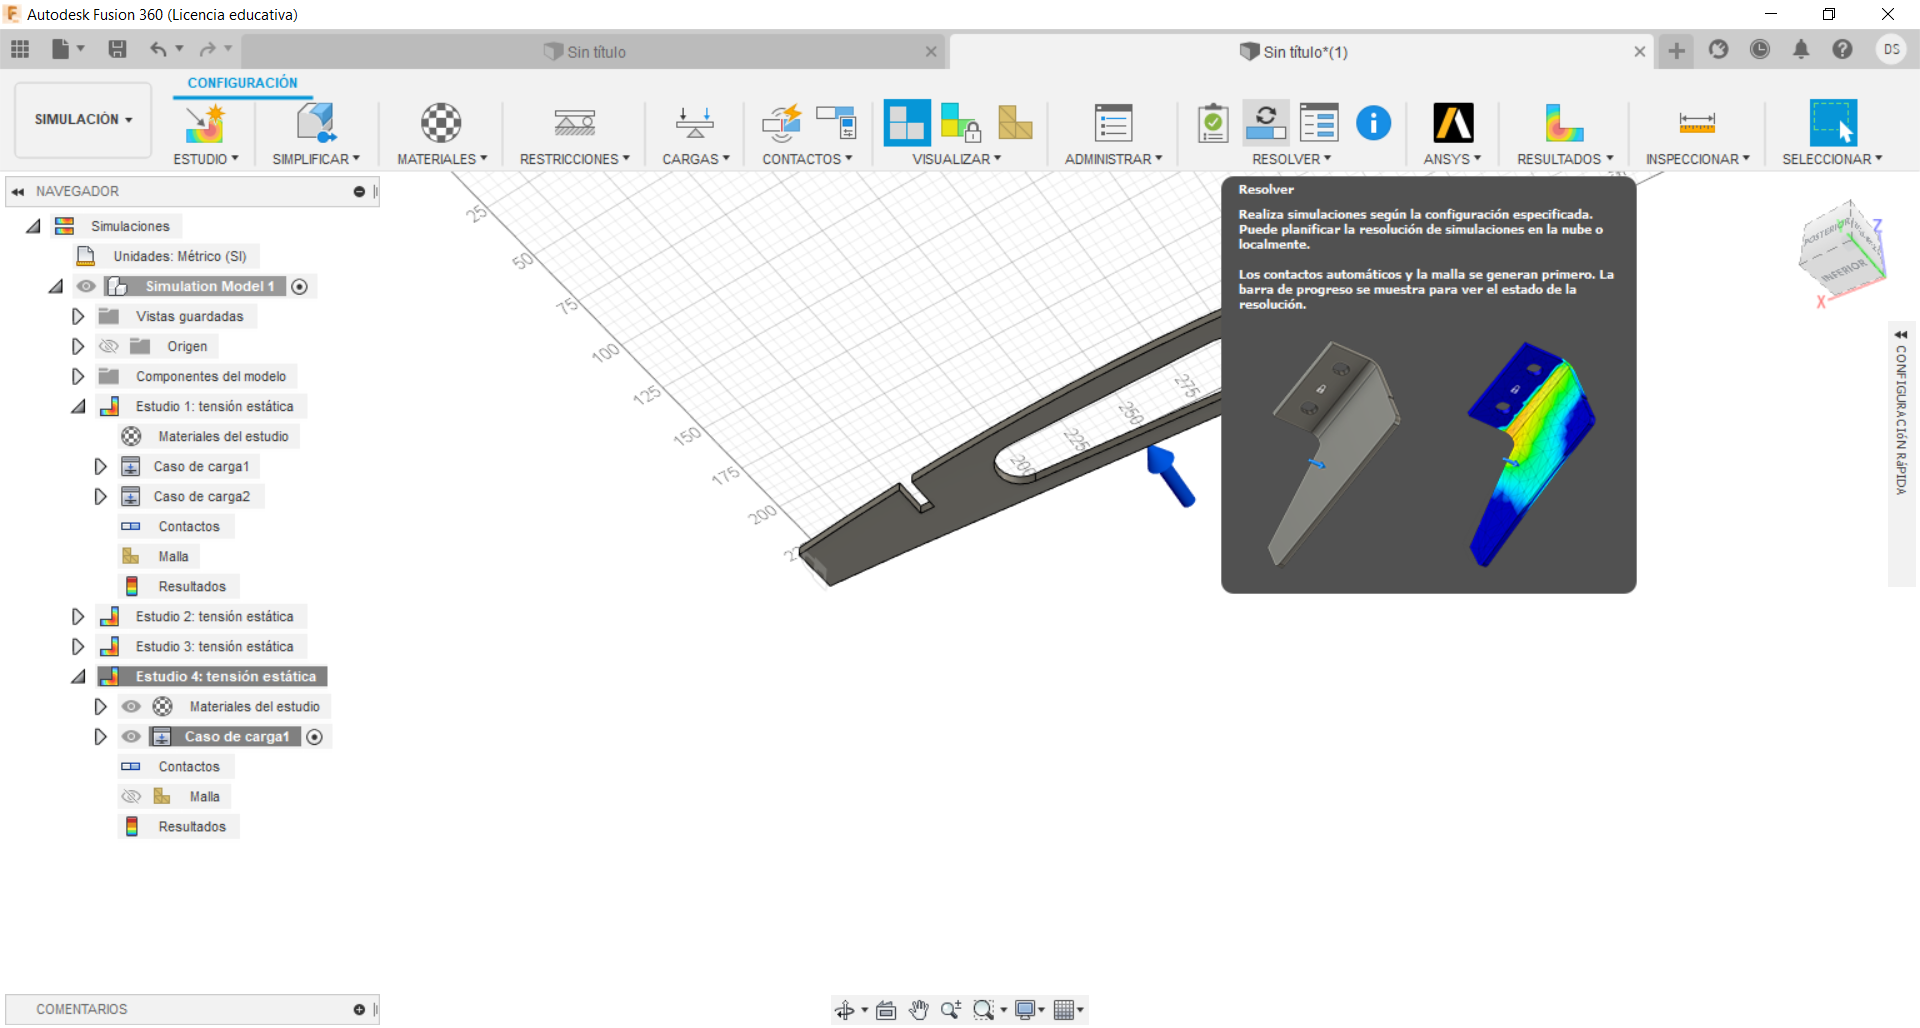 Autodesk Fusion 360 (Licencia educativa)
Sin título
Sin título*(1)
DS
CONFIGURACIÓN
SIMULACIÓN
ESTUDIO
SIMPLIFICAR
MATERIALES
RESTRICCIONES
CARGAS
CONTACTOS
VISUALIZAR
ADMINISTRAR
RESOLVER
ANSYS
RESULTADOS
INSPECCIONAR
SELECCIONAR
NAVEGADOR
Simulaciones
Unidades: Métrico (SI)
Simulation Model 1
Vistas guardadas
Origen
Componentes del modelo
Estudio 1: tensión estática
Materiales del estudio
Caso de carga1
Caso de carga2
Contactos
Malla
Resultados
Estudio 2: tensión estática
Estudio 3: tensión estática
Estudio 4: tensión estática
Materiales del estudio
Caso de carga1
Contactos
Malla
Resultados
25
50
75
100
125
150
175
200
200
225
250
275
Resolver
Realiza simulaciones según la configuración especificada.
Puede planificar la resolución de simulaciones en la nube o
localmente.
Los contactos automáticos y la malla se generan primero. La
barra de progreso se muestra para ver el estado de la
resolución.
POSTERIOR
INFERIOR
Z
X
CONFIGURACIÓN RÁPIDA
COMENTARIOS